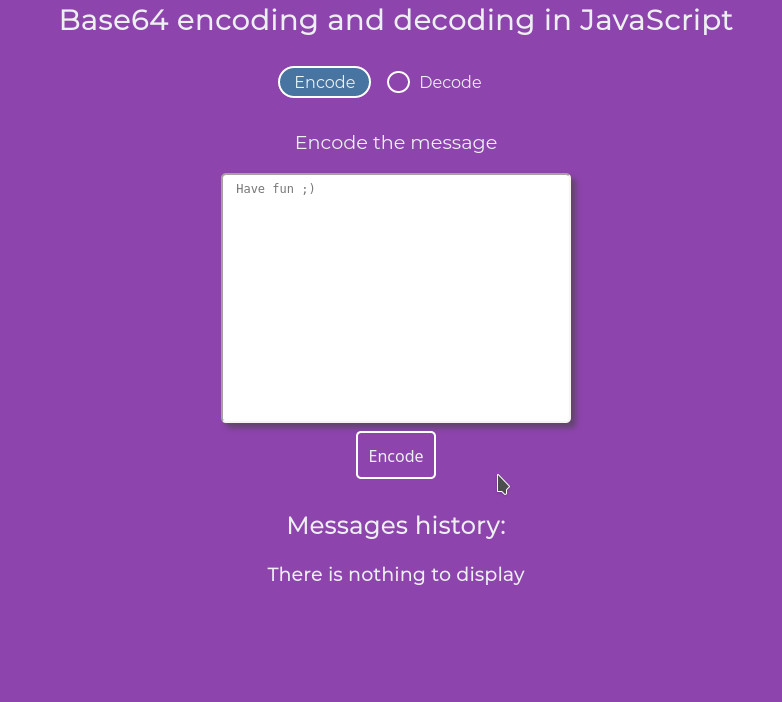 Base64 encoding and decoding in JavaScript
Encode Decode
Encode the message
Have fun ;)
Encode
Messages history:
There is nothing to display